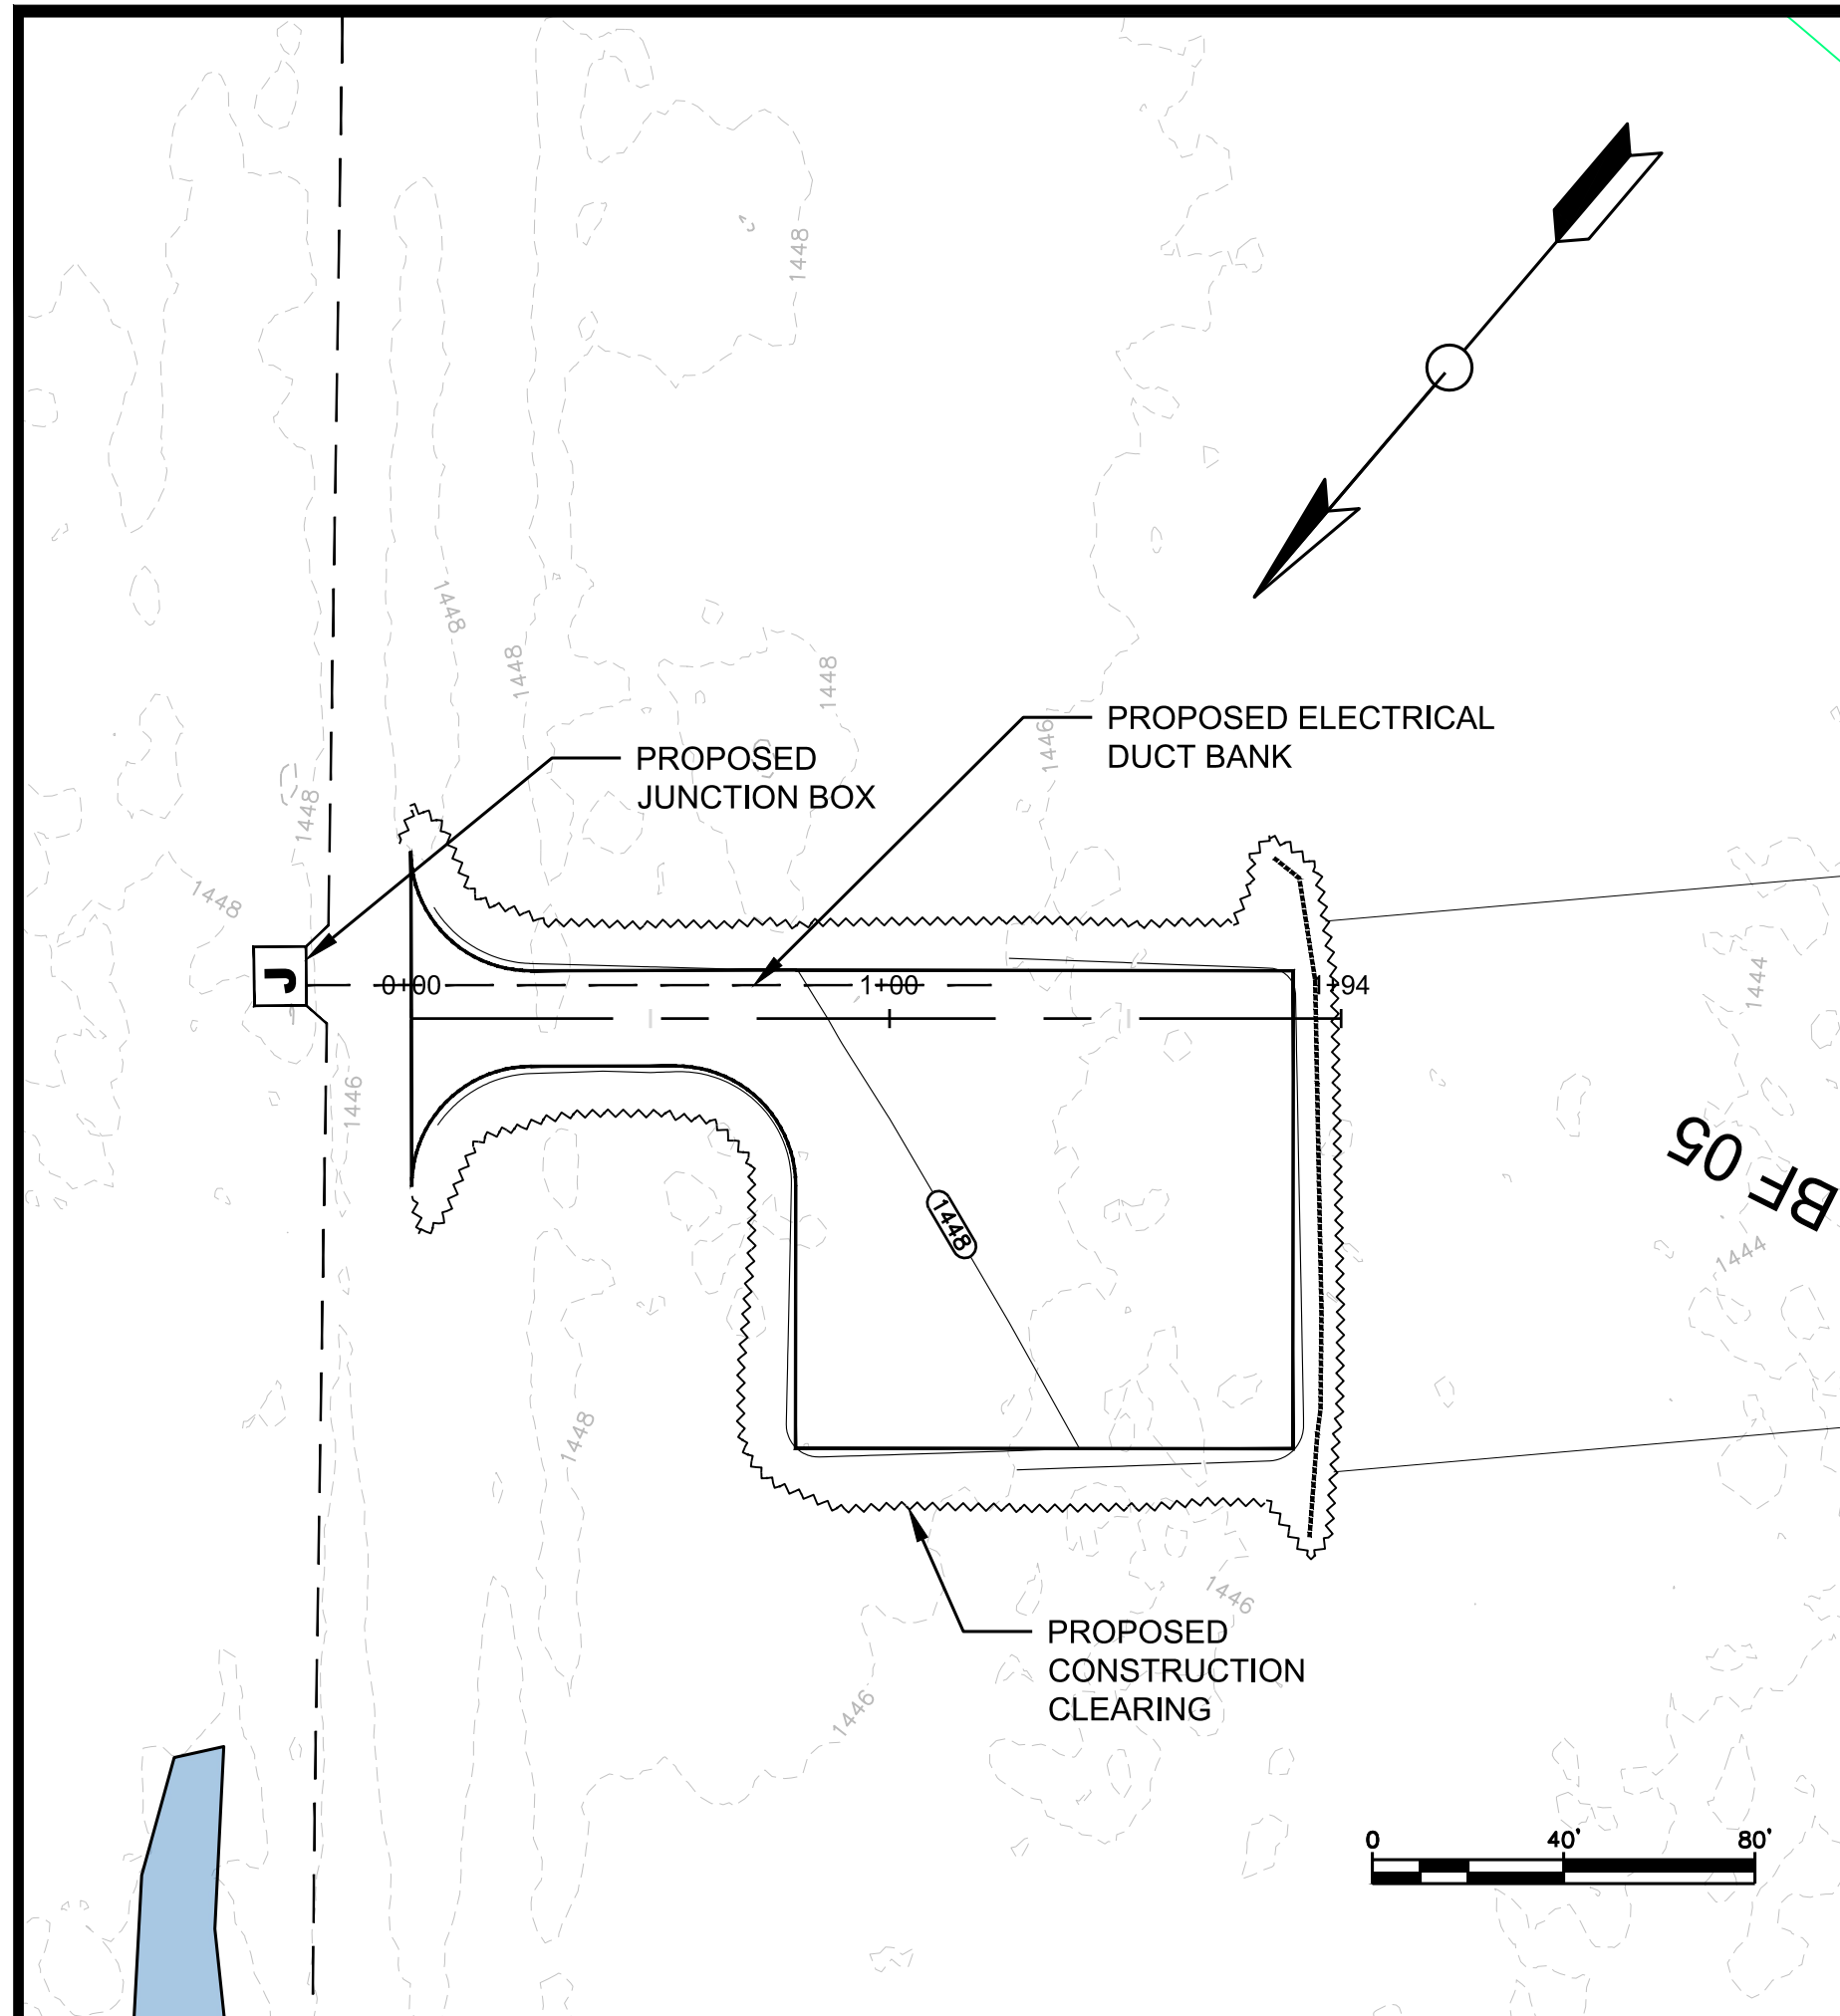 1448
1448
1448
1448
PROPOSED ELECTRICAL
DUCT BANK
1446
PROPOSED
JUNCTION BOX
1448
1448
J
0+00
1+00
1+94
1444
1446
BF 05
1448
1444
1448
1446
PROPOSED
CONSTRUCTION
CLEARING
1446
0
40'
80'